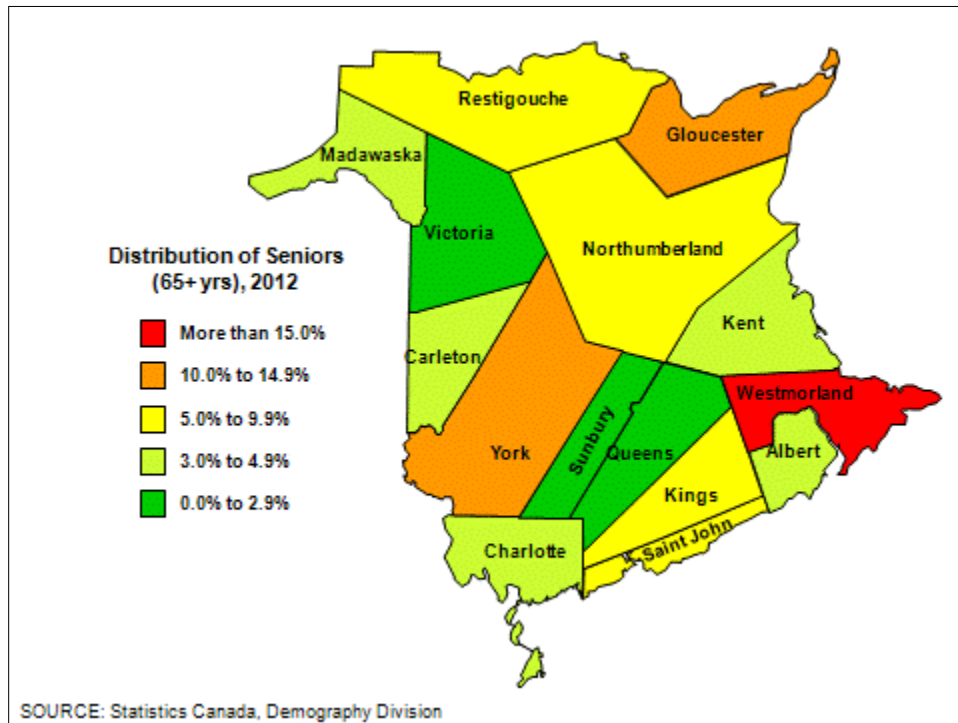 Restigouche
Gloucester
Madawaska
Victoria
Northumberland
Distribution of Seniors
(65+ yrs), 2012
More than 15.0%
10.0% to 14.9%
5.0% to 9.9%
3.0% to 4.9%
0.0% to 2.9%
Kent
Carleton
Westmorland
York
Sunbury
Queens
Albert
Kings
Saint John
Charlotte
SOURCE: Statistics Canada, Demography Division